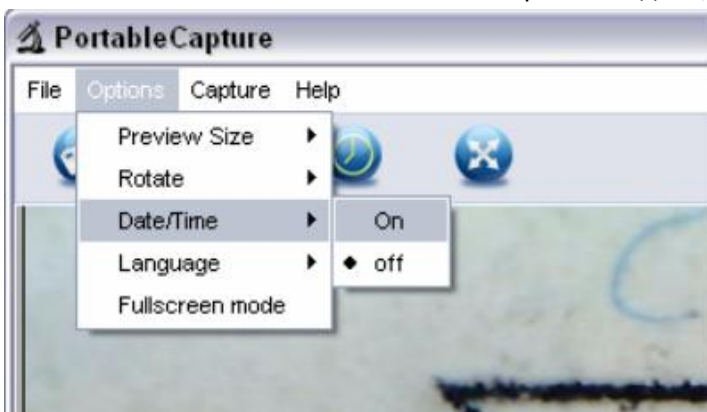 PortableCapture
File Options Capture Help
Preview Size
Rotate
Date/Time
On
Language
off
Fullscreen mode